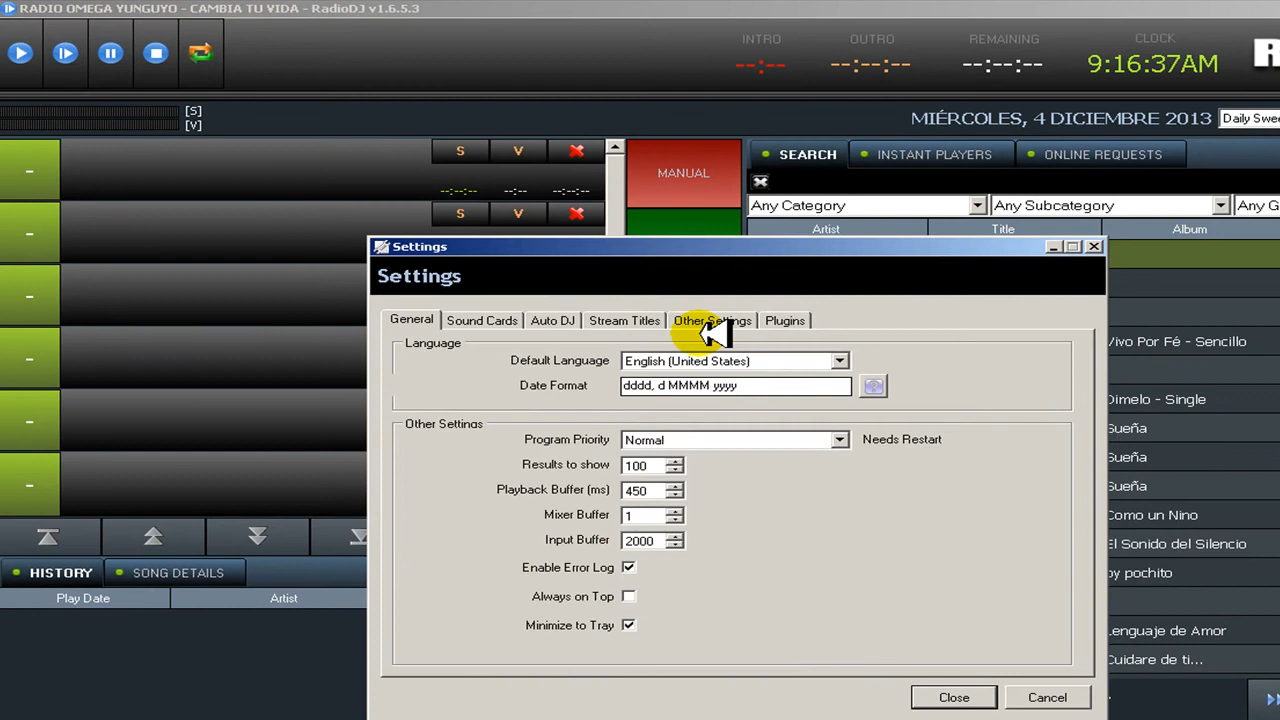 RADIO OMEGA YUNGUYO - CAMBIA TU VIDA - RadioDJ v1.6.5.3
INTRO
OUTRO
REMAINING
CLOCK
--:--
--:--:--
--:--:--
9:16:37AM
R
[S]
[V]
MIÉRCOLES, 4 DICIEMBRE 2013
Daily Swe
S V
--:--:-- --:-- --:--:--
S V
MANUAL
SEARCH
INSTANT PLAYERS
ONLINE REQUESTS
Any Category
Any Subcategory
Any G
Artist
Title
Album
-
-
-
-
-
-
Settings
Settings
General
Sound Cards
Auto DJ
Stream Titles
Other Settings
Plugins
Language
Default Language
English (United States)
Date Format
dddd, d MMMM yyyy
Other Settings
Program Priority
Normal
Needs Restart
Results to show
100
Playback Buffer (ms)
450
Mixer Buffer
1
Input Buffer
2000
Enable Error Log
Always on Top
Minimize to Tray
Close
Cancel
Vivo Por Fé - Sencillo
Dimelo - Single
Sueña
Sueña
Sueña
Como un Nino
El Sonido del Silencio
by pochito
Lenguaje de Amor
Cuidare de ti...
HISTORY
SONG DETAILS
Play Date
Artist